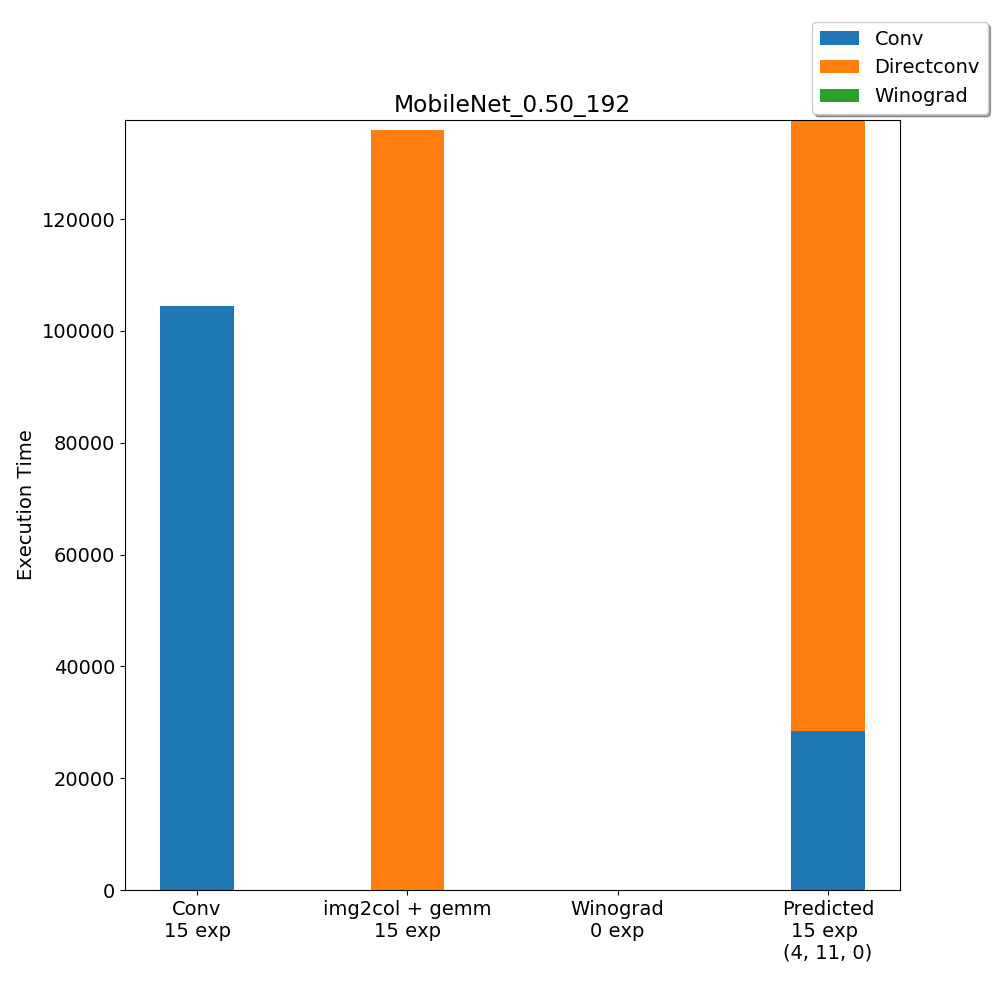 Conv
Directconv
Winograd
MobileNet_0.50_192
Execution Time
120000
100000
80000
60000
40000
20000
0
Conv
15 exp
img2col + gemm
15 exp
Winograd
0 exp
Predicted
15 exp
(4, 11, 0)